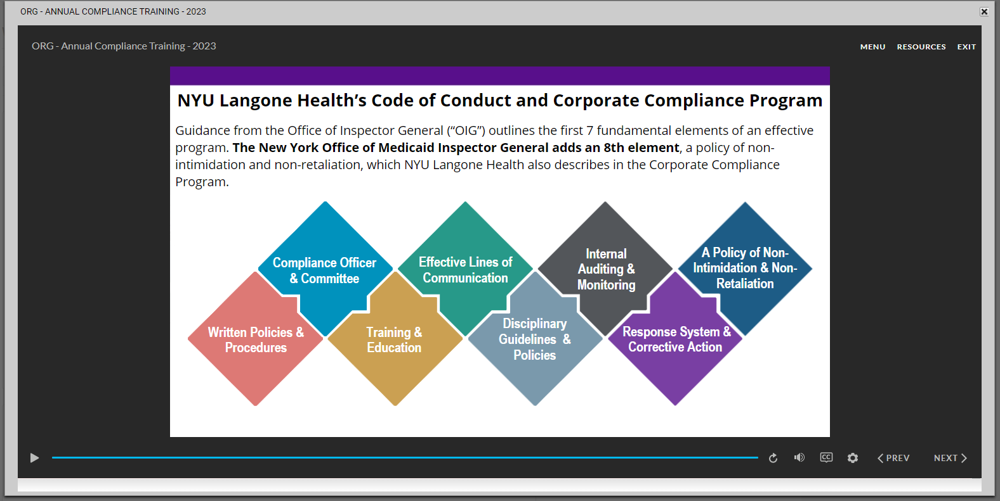 ORG - ANNUAL COMPLIANCE TRAINING - 2023
ORG - Annual Compliance Training - 2023
MENU RESOURCES EXIT
NYU Langone Health’s Code of Conduct and Corporate Compliance Program
Guidance from the Office of Inspector General (“OIG”) outlines the first 7 fundamental elements of an effective
program. The New York Office of Medicaid Inspector General adds an 8th element, a policy of non-
intimidation and non-retaliation, which NYU Langone Health also describes in the Corporate Compliance
Program.
Written Policies &
Procedures
Compliance Officer
& Committee
Training &
Education
Effective Lines of
Communication
Disciplinary
Guidelines &
Policies
Internal
Auditing &
Monitoring
Response System &
Corrective Action
A Policy of Non-
Intimidation & Non-
Retaliation
CC
PREV
NEXT